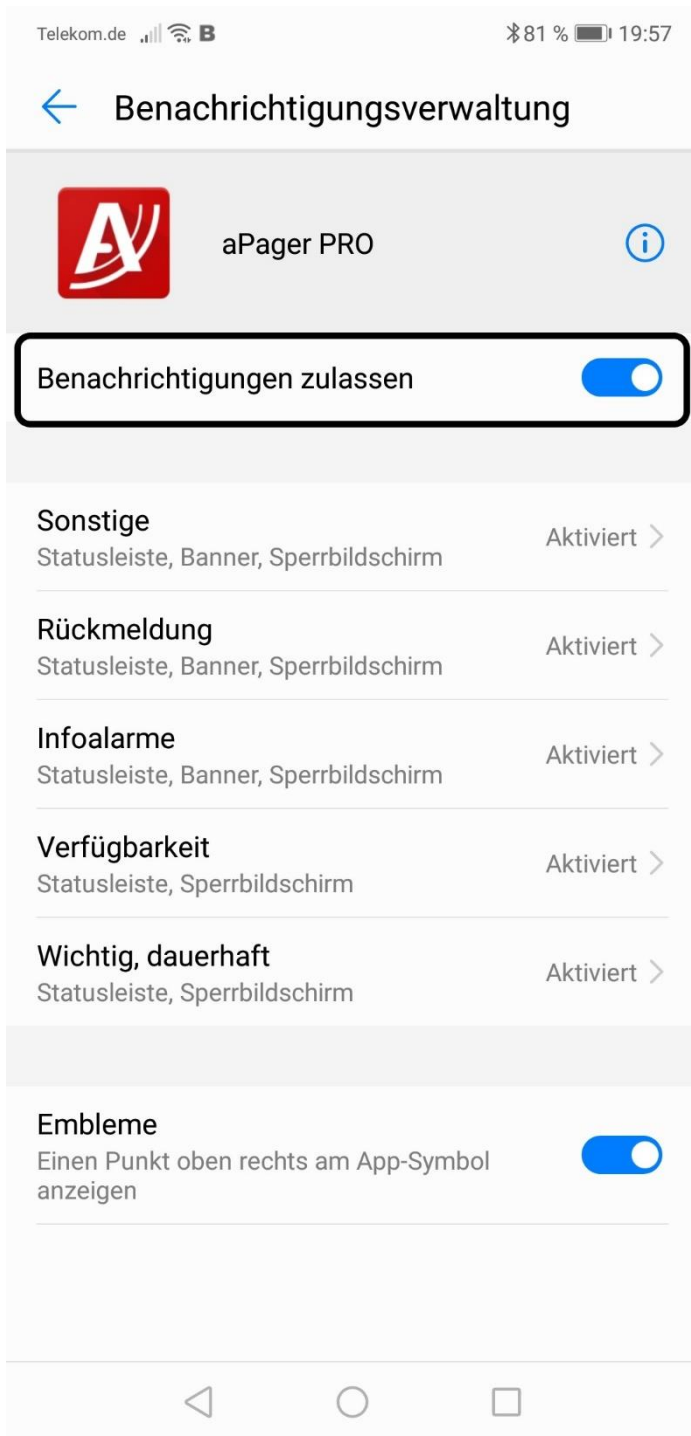 Telekom.de B 81 % 19:57
Benachrichtigungsverwaltung
aPager PRO
Benachrichtigungen zulassen
Sonstige
Statusleiste, Banner, Sperrbildschirm
Aktiviert
Rückmeldung
Statusleiste, Banner, Sperrbildschirm
Aktiviert
Infoalarme
Statusleiste, Banner, Sperrbildschirm
Aktiviert
Verfügbarkeit
Statusleiste, Sperrbildschirm
Aktiviert
Wichtig, dauerhaft
Statusleiste, Sperrbildschirm
Aktiviert
Embleme
Einen Punkt oben rechts am App-Symbol
anzeigen